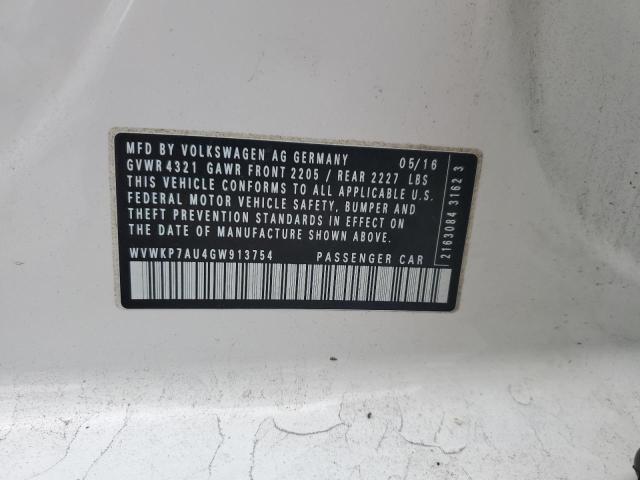 MFD BY VOLKSWAGEN AG GERMANY 05/16
GVWR 4321 GAWR FRONT 2205 / REAR 2227 LBS
THIS VEHICLE CONFORMS TO ALL APPLICABLE U.S.
FEDERAL MOTOR VEHICLE SAFETY, BUMPER AND
THEFT PREVENTION STANDARDS IN EFFECT ON
THE DATE OF MANUFACTURE SHOWN ABOVE.
WVWKP7AU4GW913754 PASSENGER CAR
2163084 3162 3